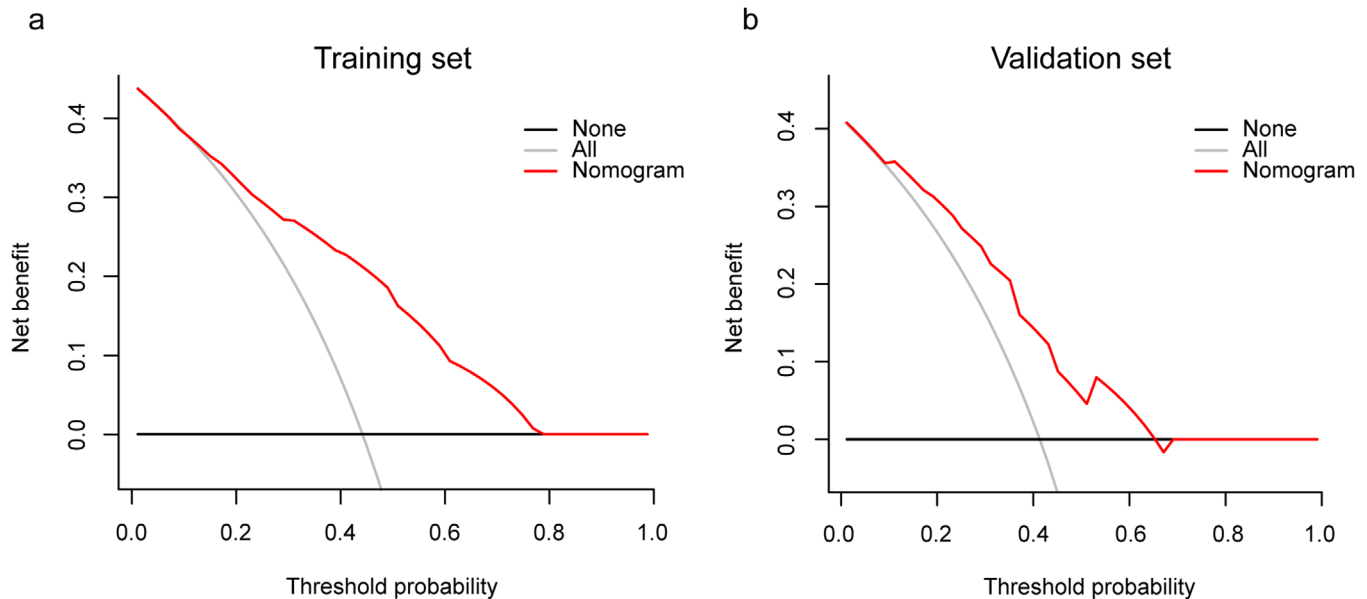 a
Training set
None
All
Nomogram
Net benefit
0.4
0.3
0.2
0.1
0.0
0.0 0.2 0.4 0.6 0.8 1.0
Threshold probability
b
Validation set
None
All
Nomogram
Net benefit
0.4
0.3
0.2
0.1
0.0
0.0 0.2 0.4 0.6 0.8 1.0
Threshold probability